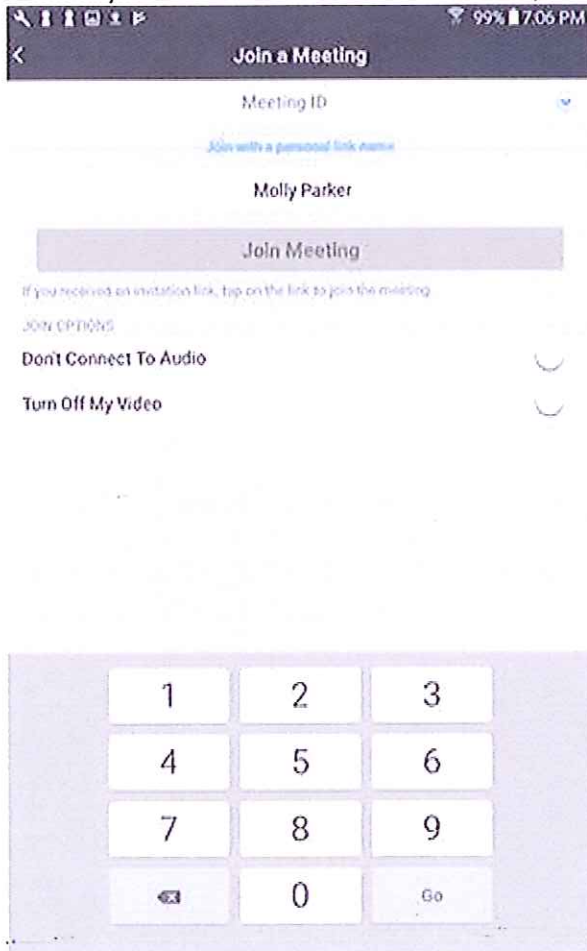 99% 7:06 PM
Join a Meeting
Meeting ID
Join with a personal link name
Molly Parker
Join Meeting
If you received an invitation link, tap on the link to join the meeting
JOIN OPTIONS
Don't Connect To Audio
Turn Off My Video
1 2 3
4 5 6
7 8 9
0 Go